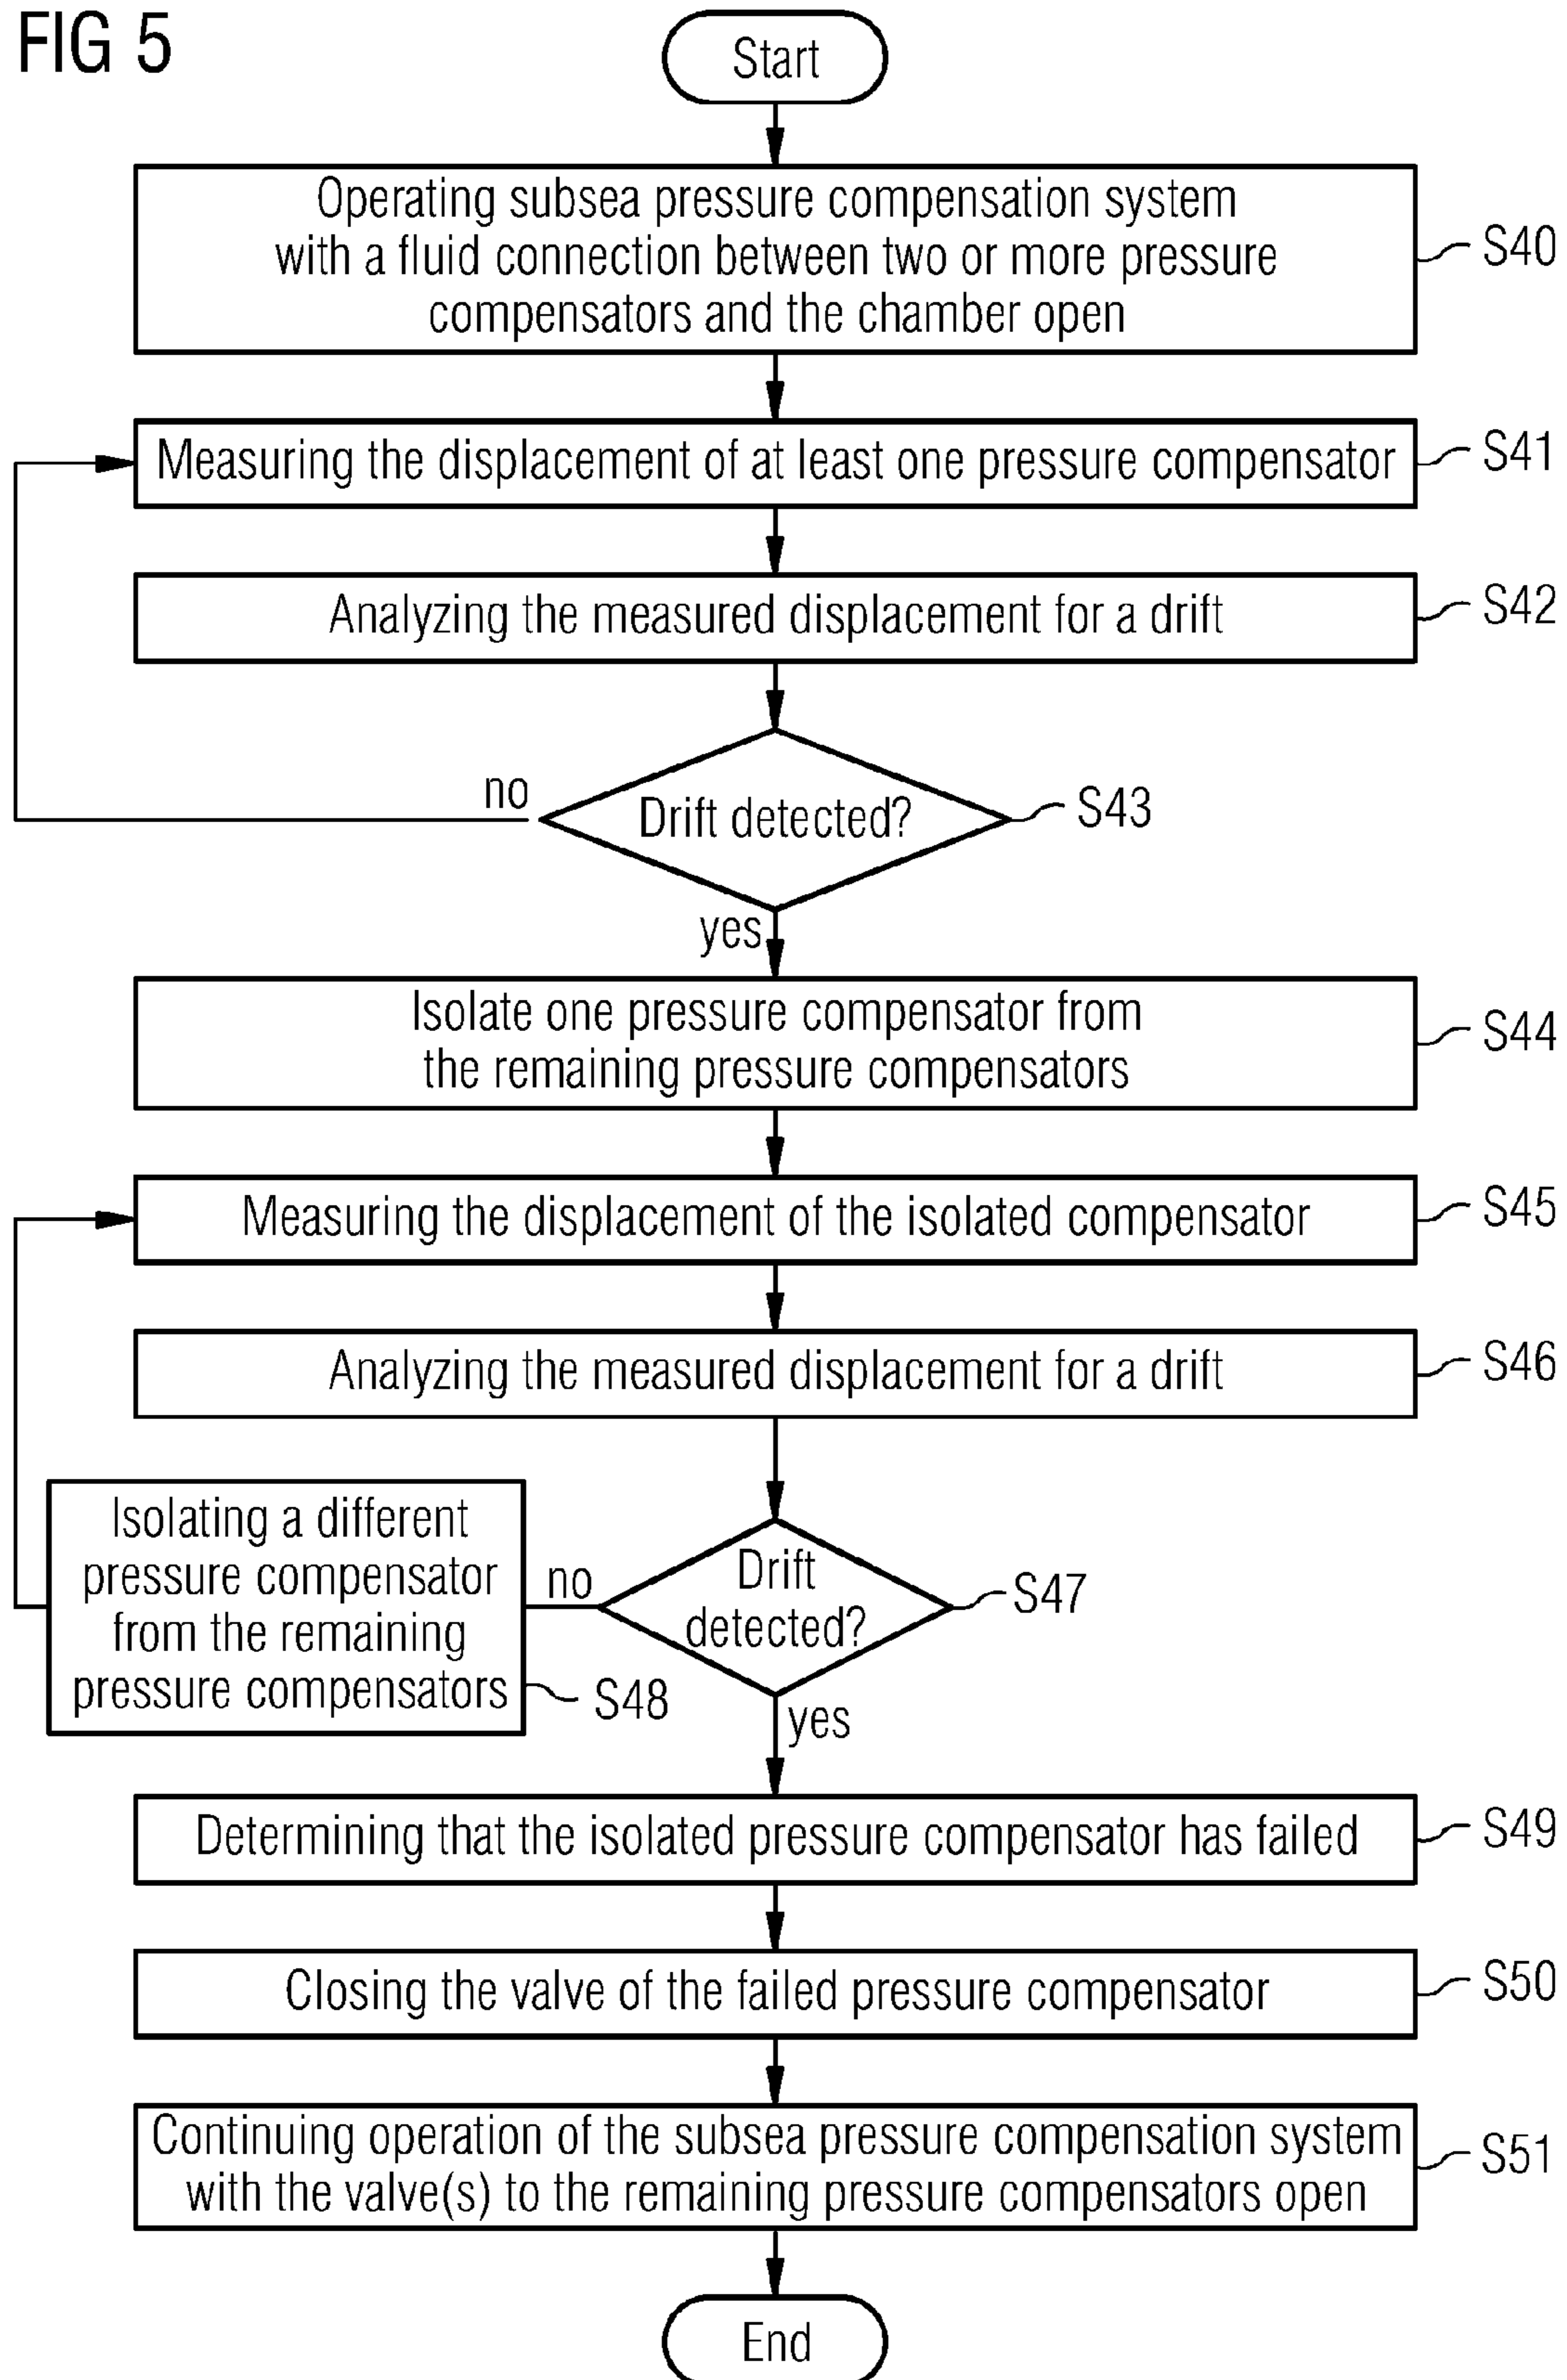 FIG 5
Start
Operating subsea pressure compensation system
with a fluid connection between two or more pressure
compensators and the chamber open
S40
Measuring the displacement of at least one pressure compensator
S41
Analyzing the measured displacement for a drift
S42
no
Drift detected?
S43
yes
Isolate one pressure compensator from
the remaining pressure compensators
S44
Measuring the displacement of the isolated compensator
S45
Analyzing the measured displacement for a drift
S46
Isolating a different
pressure compensator
from the remaining
pressure compensators
S48
no
Drift
detected?
S47
yes
Determining that the isolated pressure compensator has failed
S49
Closing the valve of the failed pressure compensator
S50
Continuing operation of the subsea pressure compensation system
with the valve(s) to the remaining pressure compensators open
S51
End